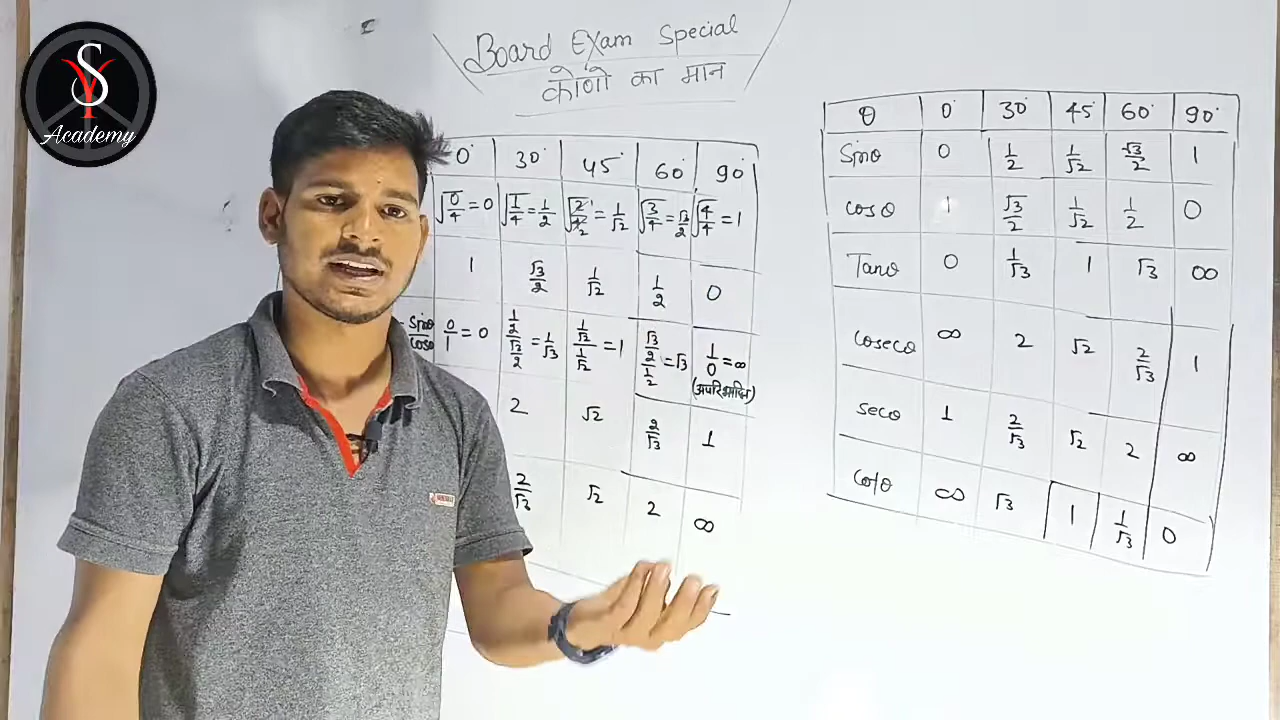 SY
Academy
Board Exam Special
कोणो का मान
0° 30° 45° 60° 90°
√0/4 = 0 √1/4 = 1/2 √2/4 = 1/√2 √3/4 = √3/2 √4/4 = 1
1 √3/2 1/√2 1/2 0
sinθ/cosθ 0/1 = 0 1/2/√3/2 = 1/√3 1/√2/1/√2 = 1 √3/2/1/2 = √3 1/0 = ∞
(अपरिभाषित)
2 √2 2/√3 1
2/√3 √2 2 ∞
θ 0° 30° 45° 60° 90°
Sinθ 0 1/2 1/√2 √3/2 1
cosθ 1 √3/2 1/√2 1/2 0
Tanθ 0 1/√3 1 √3 ∞
cosecθ ∞ 2 √2 2/√3 1
secθ 1 2/√3 √2 2 ∞
cotθ ∞ √3 1 1/√3 0